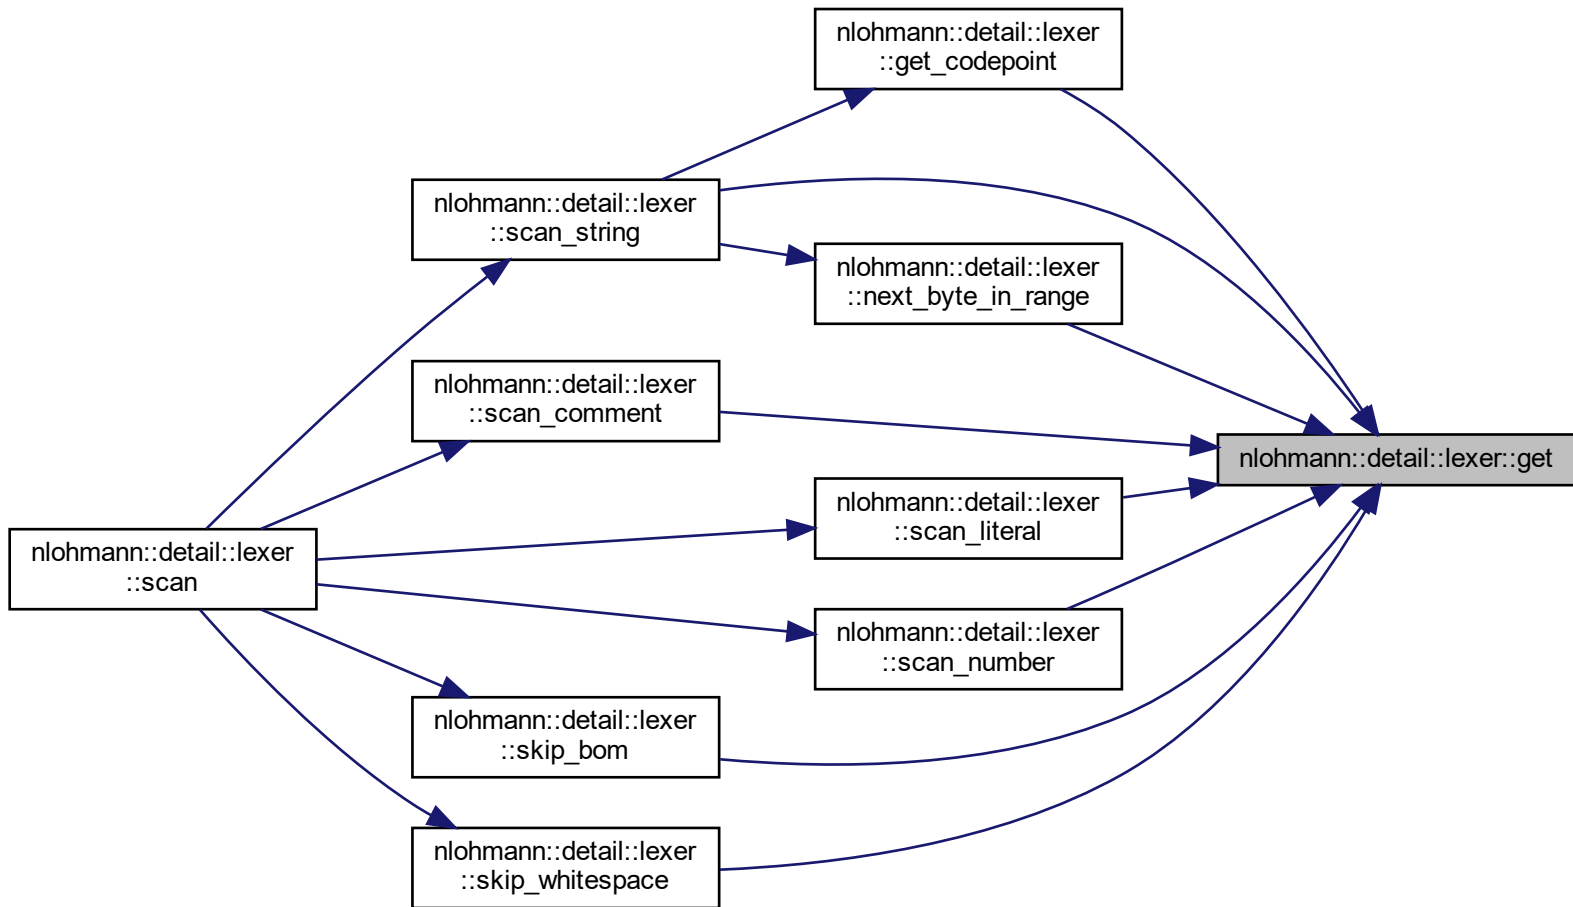 nlohmann::detail::lexer
::get_codepoint
nlohmann::detail::lexer
::scan_string
nlohmann::detail::lexer
::next_byte_in_range
nlohmann::detail::lexer
::scan_comment
nlohmann::detail::lexer::get
nlohmann::detail::lexer
::scan_literal
nlohmann::detail::lexer
::scan
nlohmann::detail::lexer
::scan_number
nlohmann::detail::lexer
::skip_bom
nlohmann::detail::lexer
::skip_whitespace